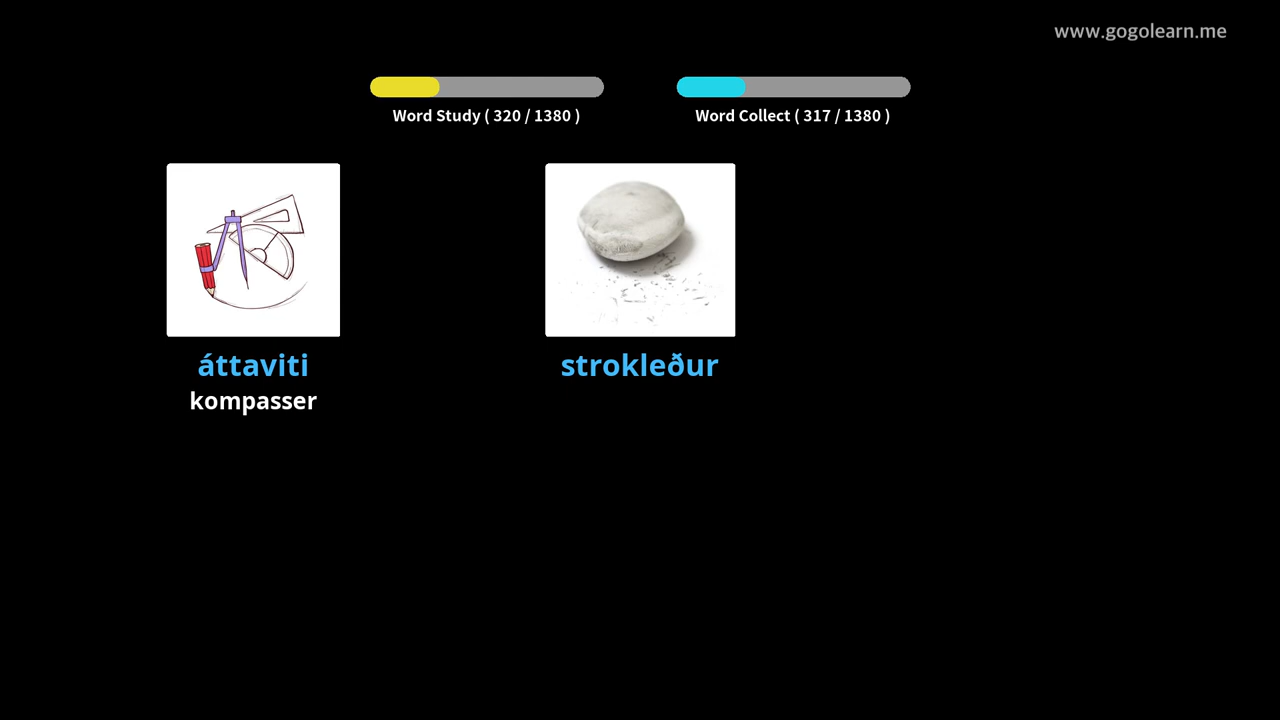 www.gogolearn.me
Word Study ( 320 / 1380 )
Word Collect ( 317 / 1380 )
áttaviti
kompasser
strokleður